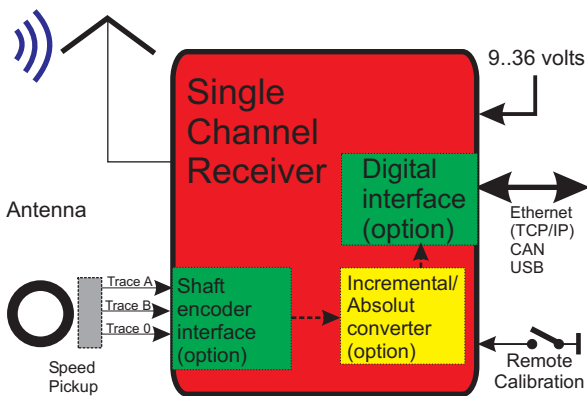 9..36 volts
Single
Channel
Receiver
Digital
interface
(option)
Antenna
Ethernet
(TCP/IP)
CAN
USB
Trace A
Trace B
Trace 0
Shaft
encoder
interface
(option)
Incremental/
Absolut
converter
(option)
Speed
Pickup
Remote
Calibration